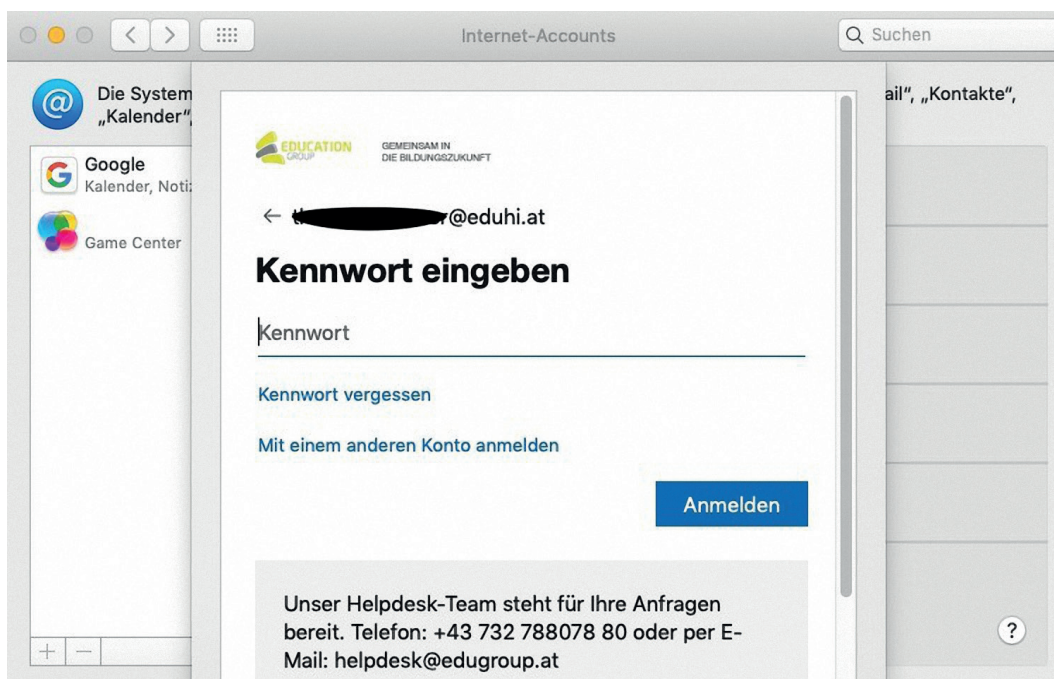 Internet-Accounts
Suchen
Die System
„Kalender",
ail", „Kontakte",
Google
Kalender, Noti
Game Center
EDUCATION
GROUP
GEMEINSAM IN
DIE BILDUNGSZUKUNFT
@eduhi.at
Kennwort eingeben
Kennwort
Kennwort vergessen
Mit einem anderen Konto anmelden
Anmelden
Unser Helpdesk-Team steht für Ihre Anfragen
bereit. Telefon: +43 732 788078 80 oder per E-
Mail: helpdesk@edugroup.at